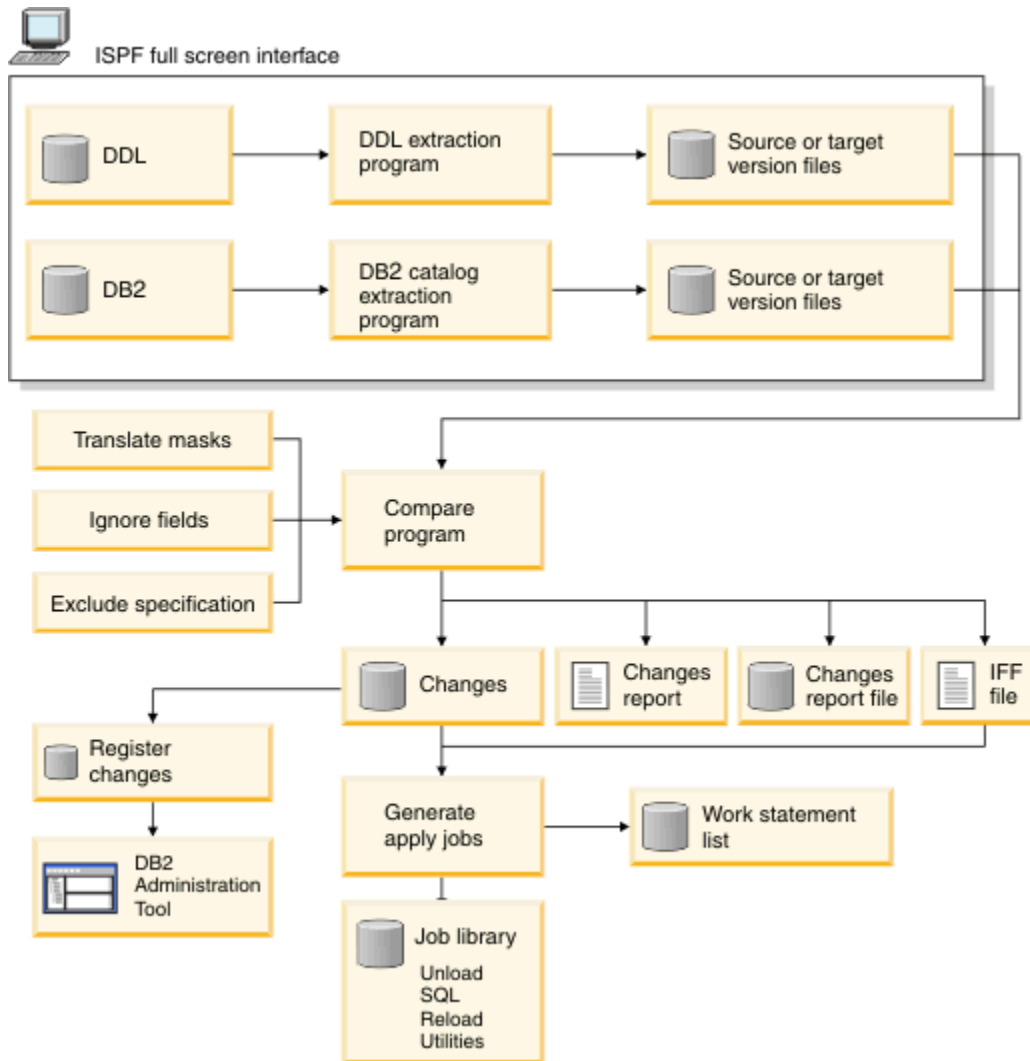 ISPF full screen interface
DDL
DDL extraction
program
Source or target
version files
DB2
DB2 catalog
extraction
program
Source or target
version files
Translate masks
Ignore fields
Exclude specification
Compare
program
Changes
Changes
report
Changes
report file
IFF
file
Register
changes
Generate
apply jobs
Work statement
list
DB2
Administration
Tool
Job library
Unload
SQL
Reload
Utilities